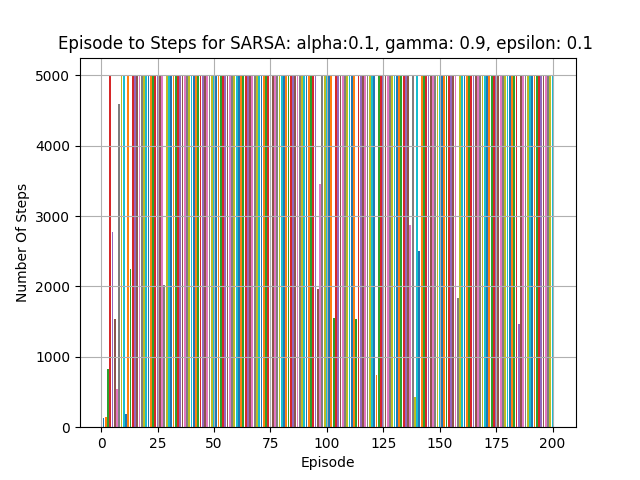 Episode to Steps for SARSA: alpha:0.1, gamma: 0.9, epsilon: 0.1
5000
4000
3000
2000
1000
0
Number Of Steps
0 25 50 75 100 125 150 175 200
Episode